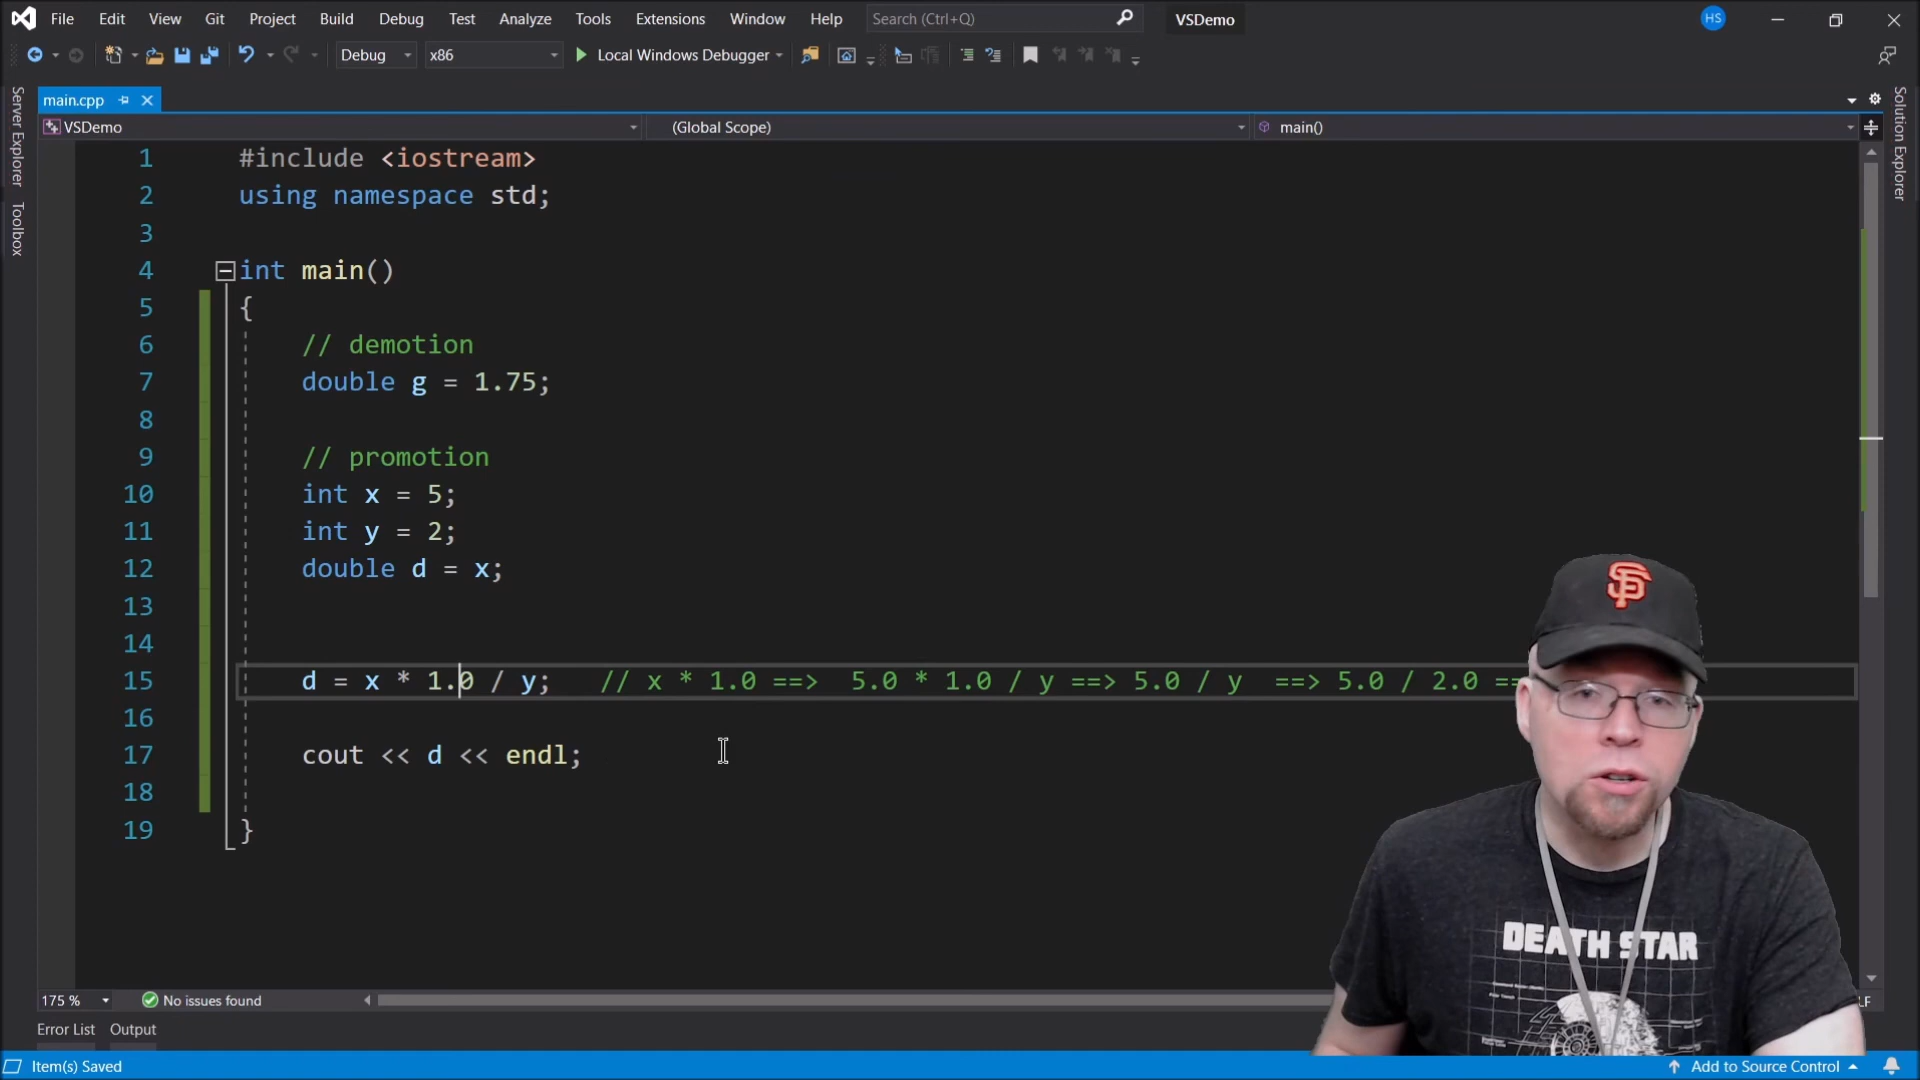 File Edit View Git Project Build Debug Test Analyze Tools Extensions Window Help Search (Ctrl+Q) VSDemo HS
Debug x86 Local Windows Debugger
main.cpp
VSDemo (Global Scope) main()
Server Explorer
Toolbox
Solution Explorer
1 #include <iostream>
2 using namespace std;
3
4 int main()
5 {
6 // demotion
7 double g = 1.75;
8
9 // promotion
10 int x = 5;
11 int y = 2;
12 double d = x;
13
14
15 d = x * 1.0 / y; // x * 1.0 ==> 5.0 * 1.0 / y ==> 5.0 / y ==> 5.0 / 2.0 ==
16
17 cout << d << endl;
18
19 }
SF
DEATH STAR
175 % No issues found LF
Error List Output
Item(s) Saved Add to Source Control